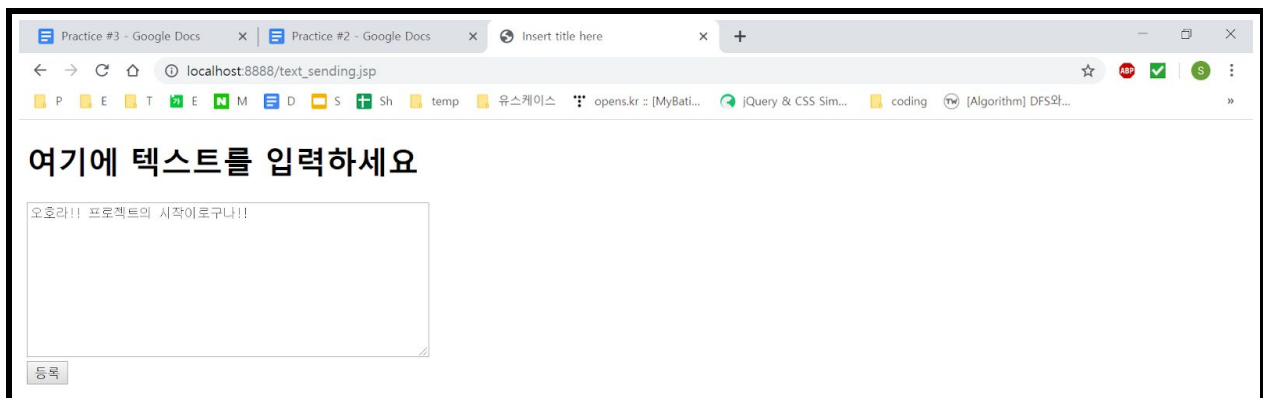 Practice #3 - Google Docs
Practice #2 - Google Docs
Insert title here
localhost:8888/text_sending.jsp
ABP
S
P E T E M D S Sh temp 유스케이스 opens.kr :: [MyBati... jQuery & CSS Sim... coding TW [Algorithm] DFS와... »
여기에 텍스트를 입력하세요
오호라!! 프로젝트의 시작이로구나!!
등록